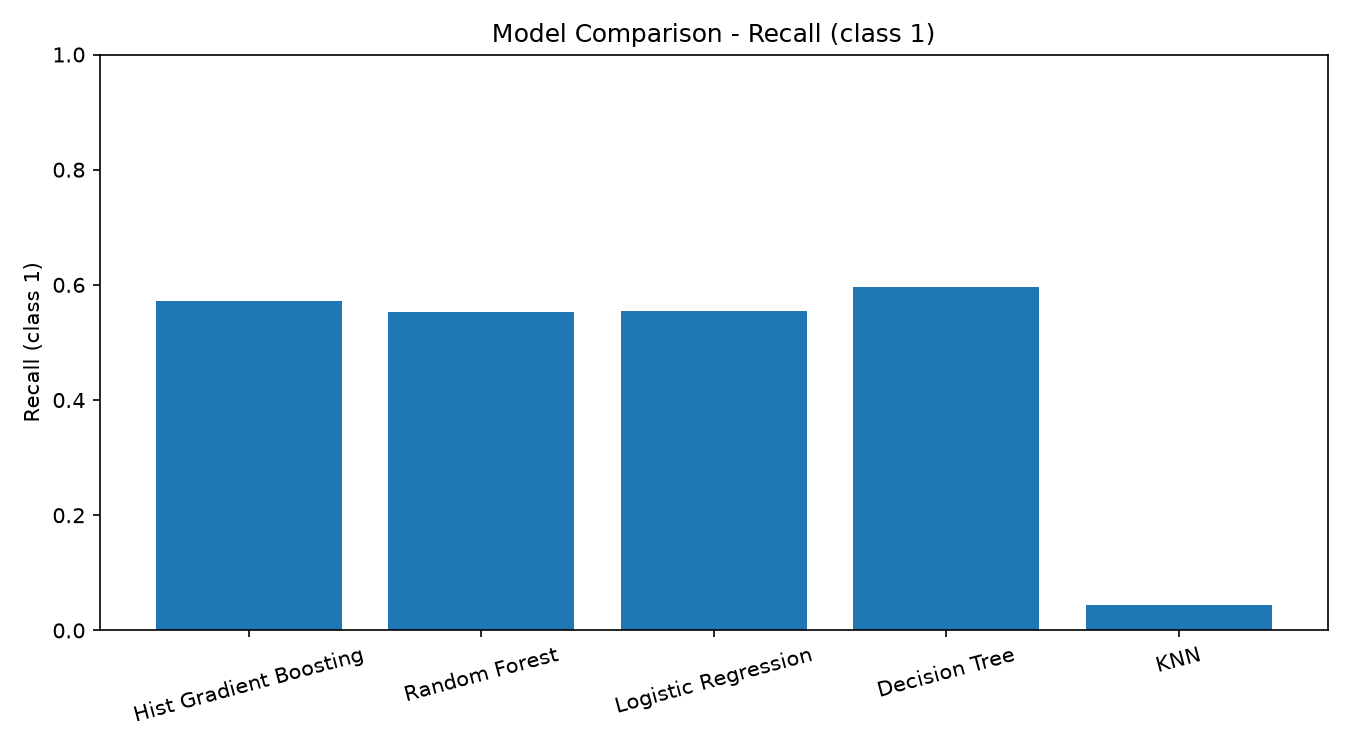 Model Comparison - Recall (class 1)
Recall (class 1)
1.0
0.8
0.6
0.4
0.2
0.0
Hist Gradient Boosting
Random Forest
Logistic Regression
Decision Tree
KNN